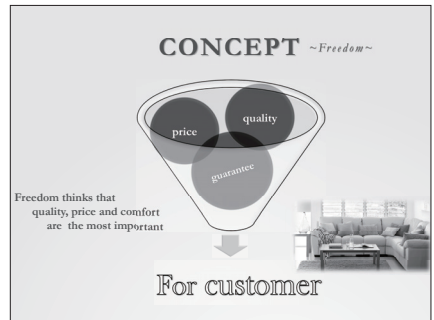 CONCEPT ~Freedom~
quality
price
guarantee
Freedom thinks that
quality, price and comfort
are the most important
For customer